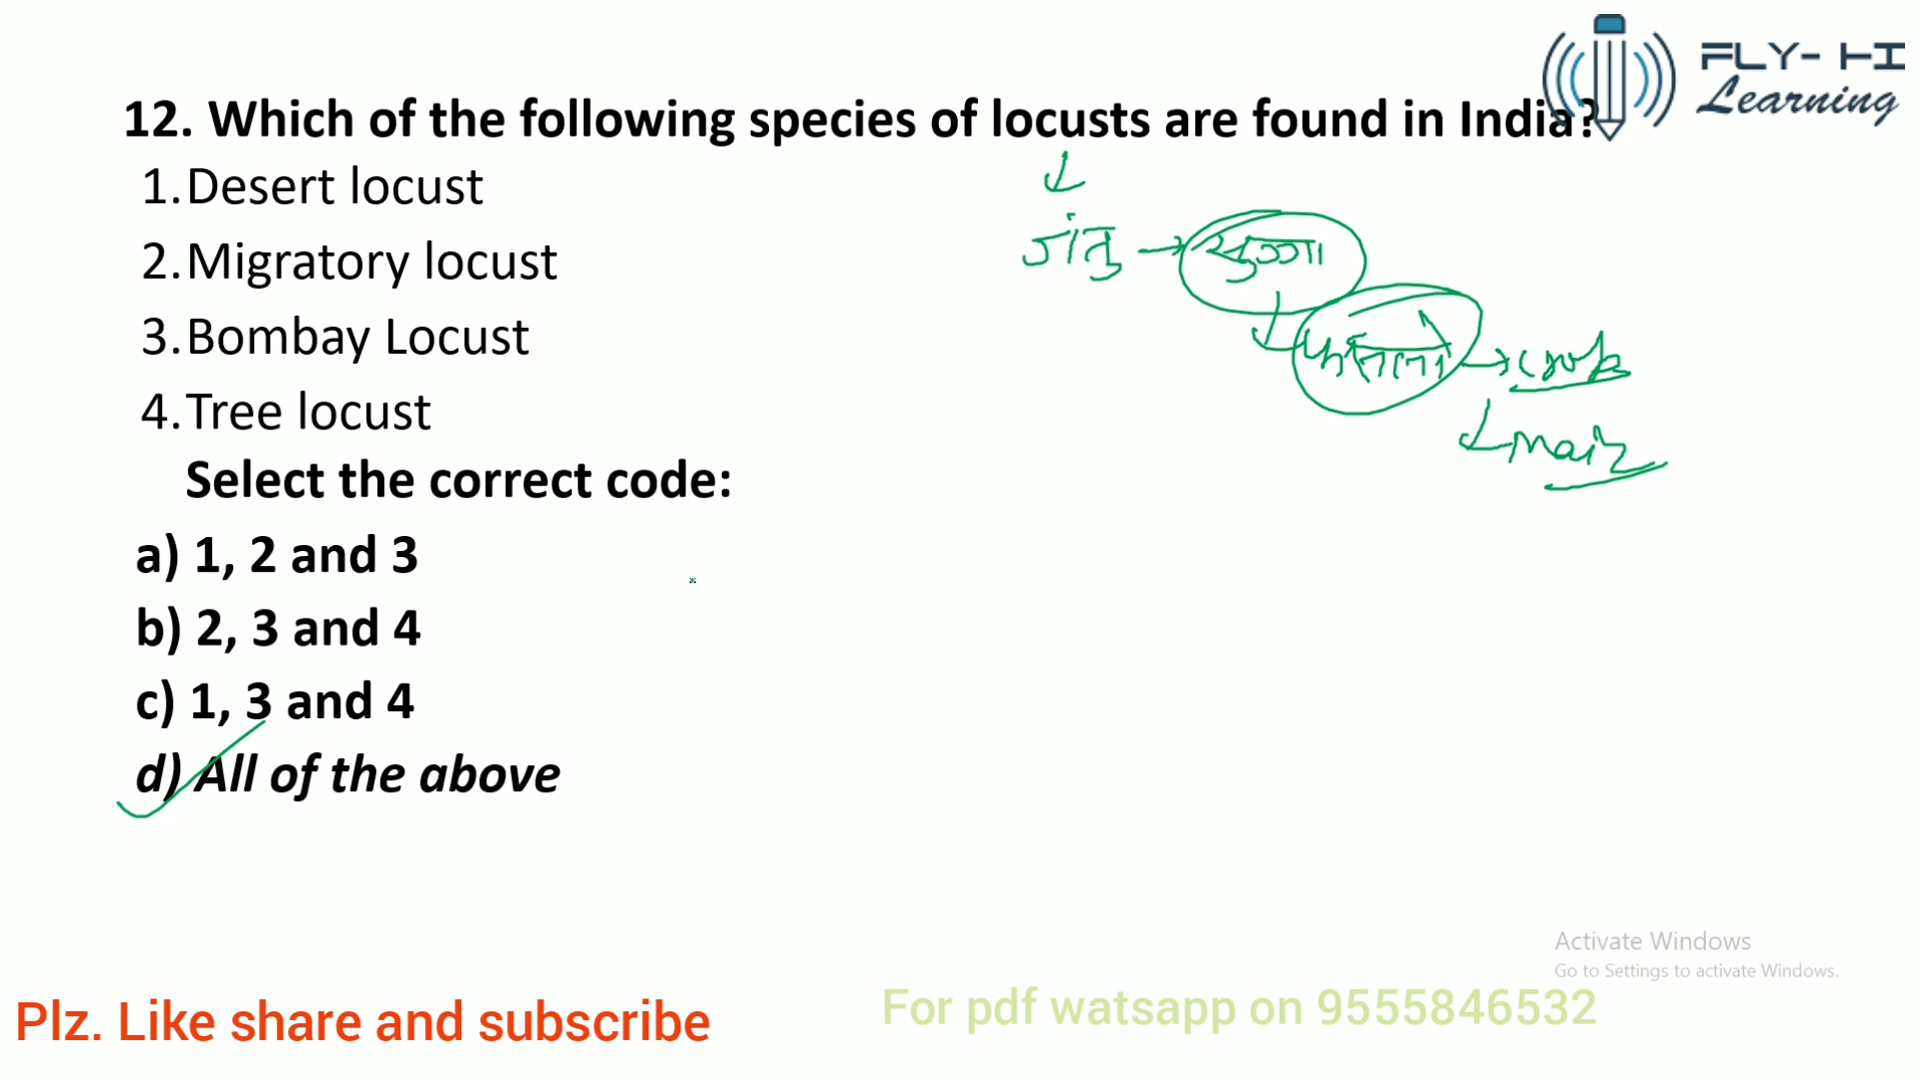 FLY- HI
Learning
12. Which of the following species of locusts are found in India?
1. Desert locust
2. Migratory locust
3. Bombay Locust
4. Tree locust
Select the correct code:
a) 1, 2 and 3
b) 2, 3 and 4
c) 1, 3 and 4
d) All of the above
जंतु
Activate Windows
Go to Settings to activate Windows.
Plz. Like share and subscribe
For pdf watsapp on 9555846532